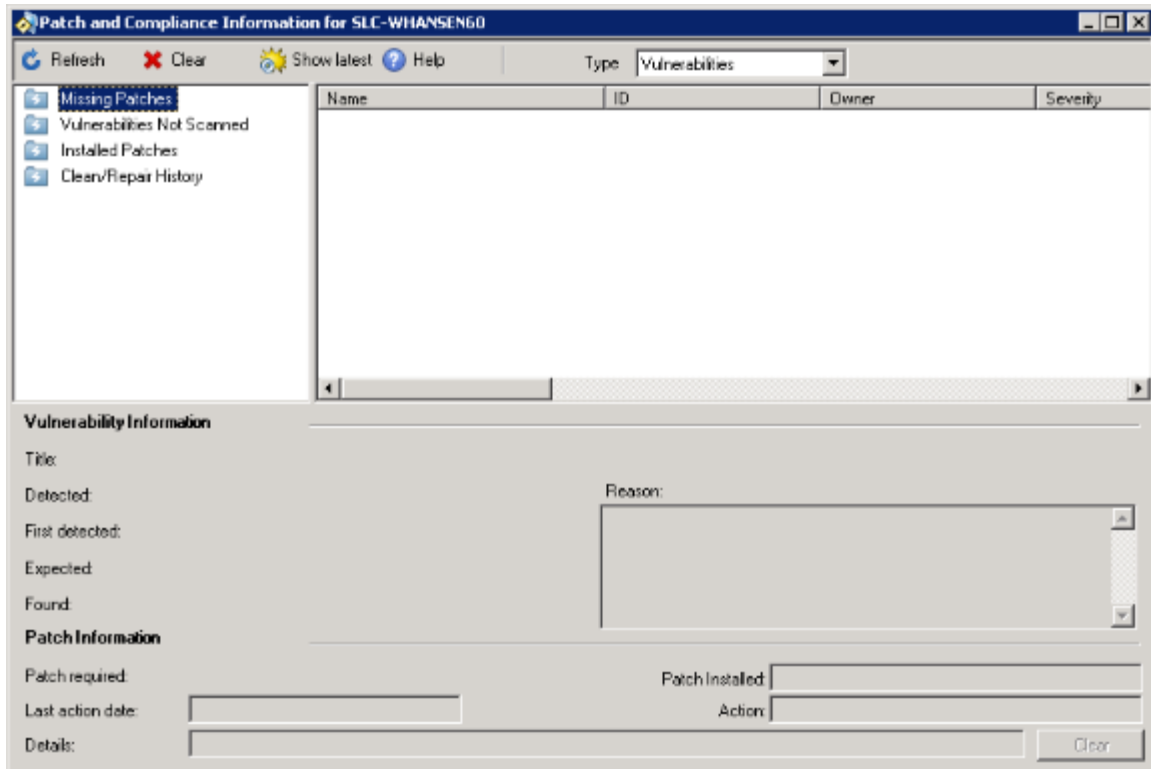 Patch and Compliance Information for SLC-WHANSEN60
Refresh Clear Show latest Help Type Vulnerabilities
Missing Patches
Vulnerabilities Not Scanned
Installed Patches
Clean/Repair History
Name ID Owner Severity
Vulnerability Information
Title:
Detected:
First detected:
Expected:
Found:
Reason:
Patch Information
Patch required:
Patch Installed:
Last action date:
Action:
Details:
Clear